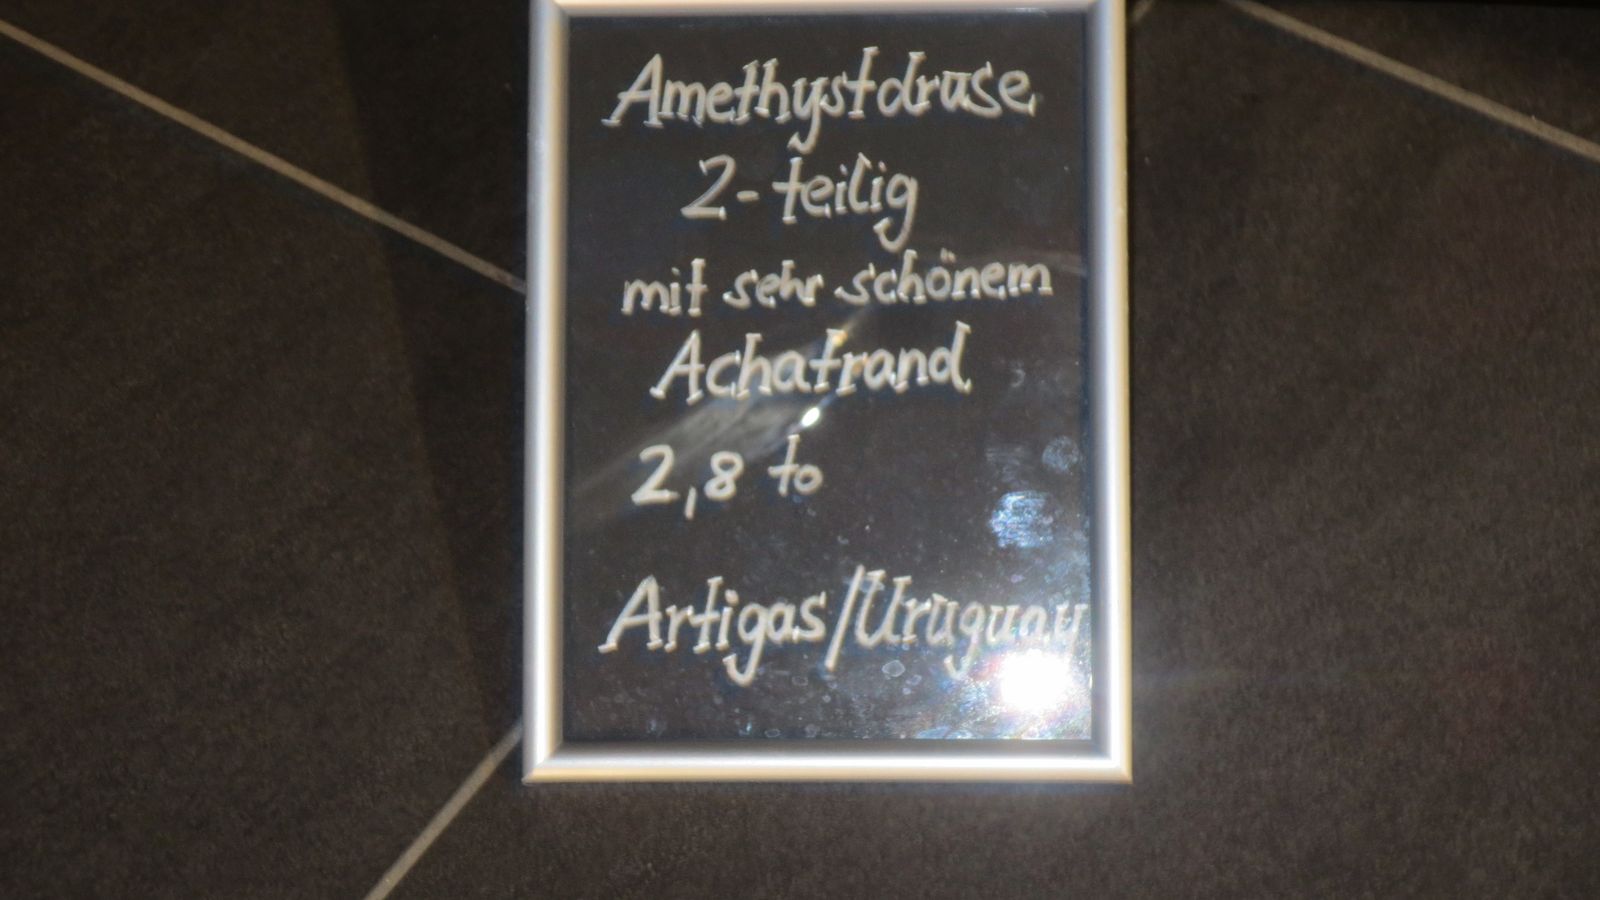 Amethystdruse
2-teilig
mit sehr schönem
Achatrand
2,8 to
Artigas/Uruguay